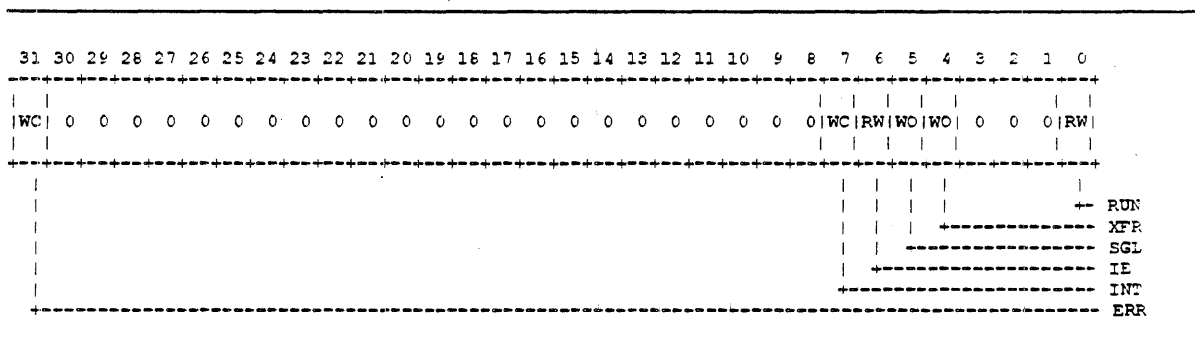 31 30 29 28 27 26 25 24 23 22 21 20 19 18 17 16 15 14 13 12 11 10 9 8 7 6 5 4 3 2 1 0
|WC| 0 0 0 0 0 0 0 0 0 0 0 0 0 0 0 0 0 0 0 0 0 0 0|WC|RW|WO|WO| 0 0 0|RW|
RUN
XFR
SGL
IE
INT
ERR